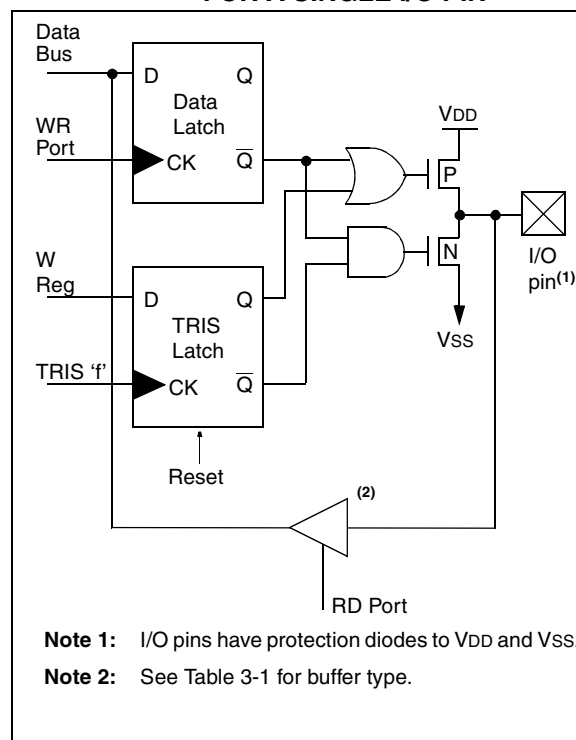 Data
Bus
D
Q
Data
Latch
WR
Port
CK
Q
VDD
P
N
I/O
pin(1)
VSS
W
Reg
D
Q
TRIS
Latch
TRIS ‘f’
CK
Q
Reset
(2)
RD Port
Note 1: I/O pins have protection diodes to VDD and VSS.
Note 2: See Table 3-1 for buffer type.